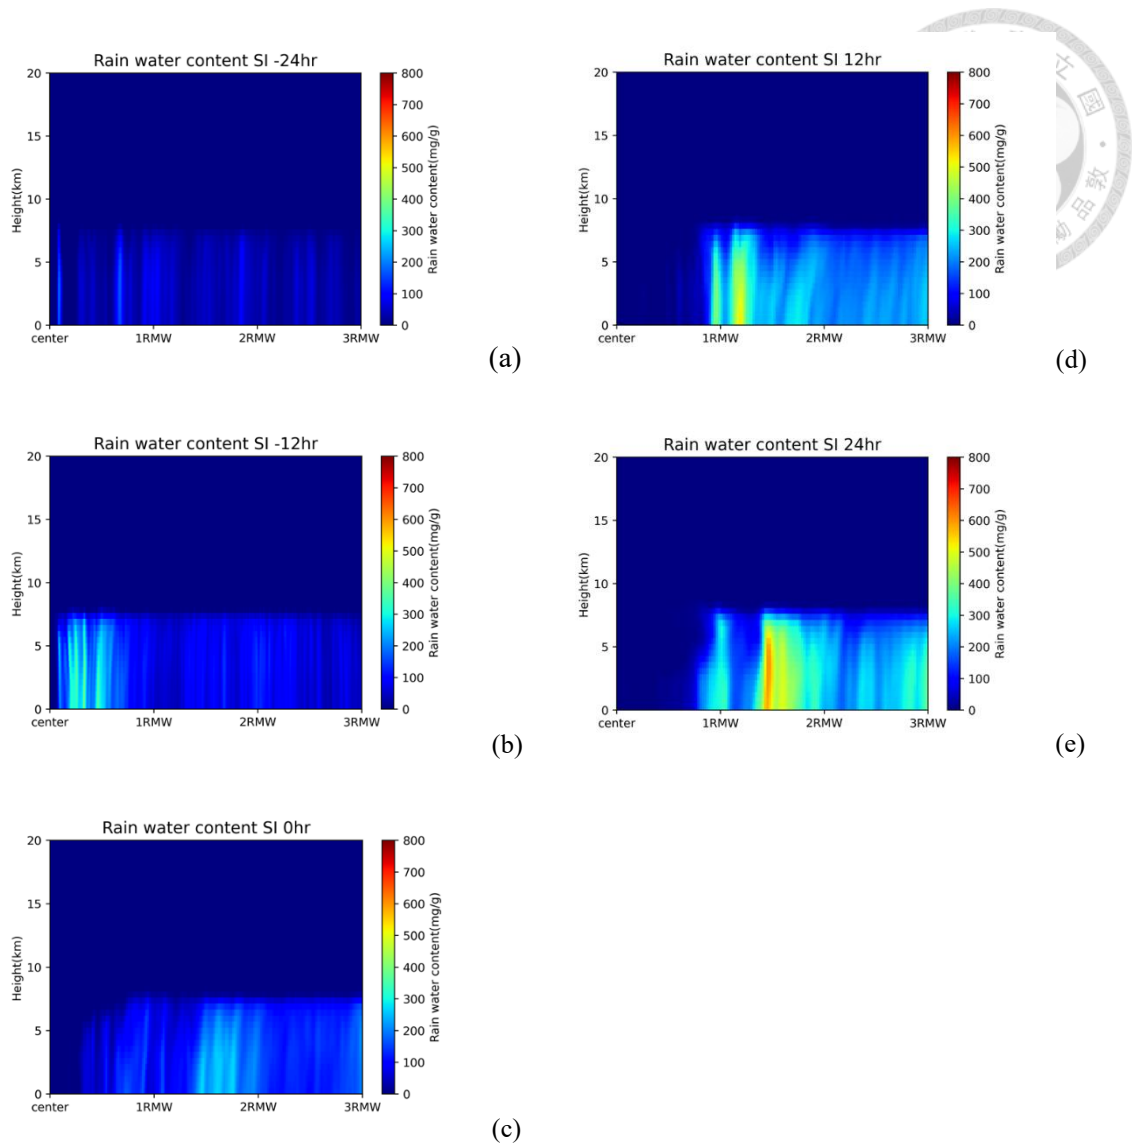 Rain water content SI -24hr
20
15
10
5
0
Height(km)
center 1RMW 2RMW 3RMW
800
700
600
500
400
300
200
100
0
Rain water content(mg/g)
(a)
Rain water content SI -12hr
20
15
10
5
0
Height(km)
center 1RMW 2RMW 3RMW
800
700
600
500
400
300
200
100
0
Rain water content(mg/g)
(b)
Rain water content SI 0hr
20
15
10
5
0
Height(km)
center 1RMW 2RMW 3RMW
800
700
600
500
400
300
200
100
0
Rain water content(mg/g)
(c)
Rain water content SI 12hr
20
15
10
5
0
Height(km)
center 1RMW 2RMW 3RMW
800
700
600
500
400
300
200
100
0
Rain water content(mg/g)
(d)
Rain water content SI 24hr
20
15
10
5
0
Height(km)
center 1RMW 2RMW 3RMW
800
700
600
500
400
300
200
100
0
Rain water content(mg/g)
(e)
立
國
敦
品